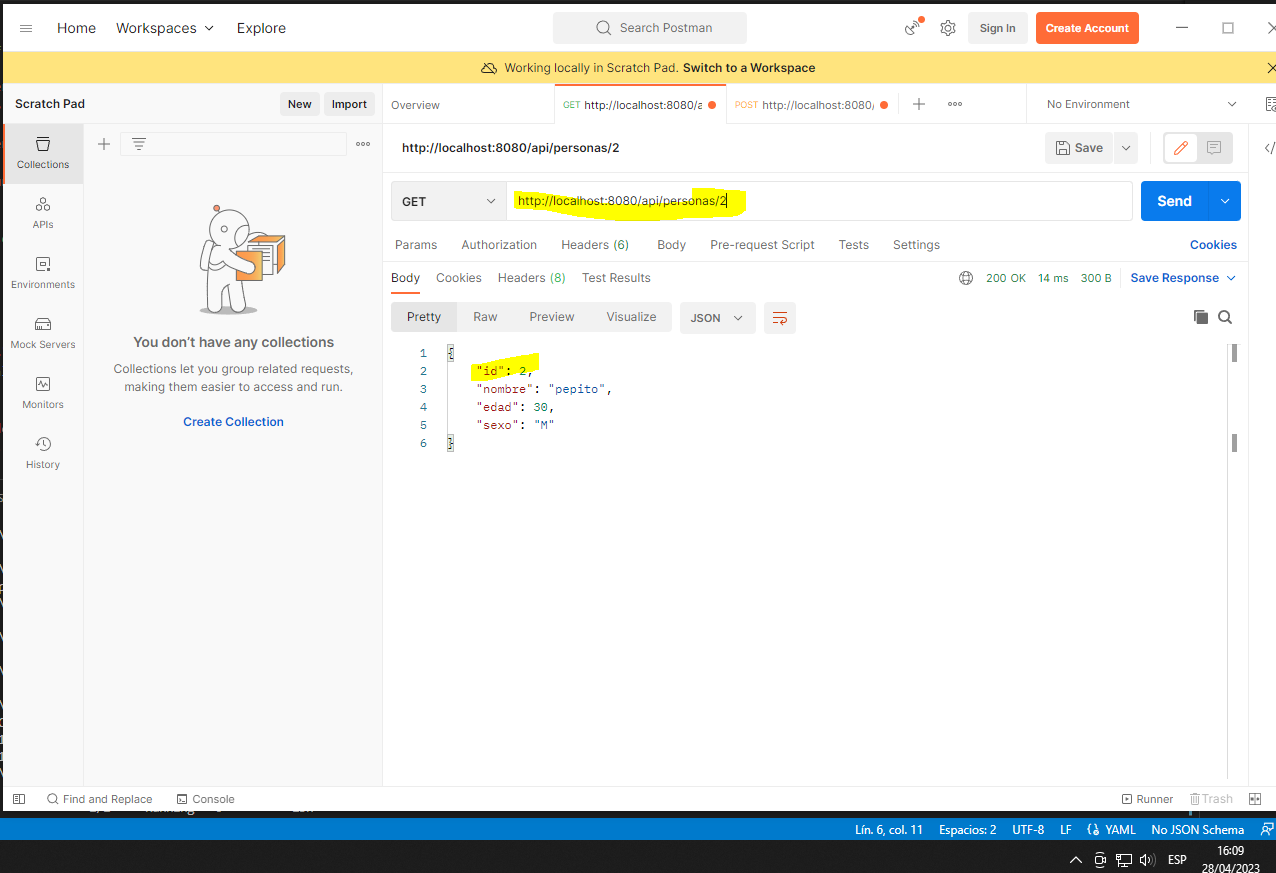 Home Workspaces Explore Search Postman Sign In Create Account
Working locally in Scratch Pad. Switch to a Workspace
Scratch Pad New Import Overview GET http://localhost:8080/a POST http://localhost:8080/ No Environment
Collections
http://localhost:8080/api/personas/2 Save
GET http://localhost:8080/api/personas/2 Send
APIs
Params Authorization Headers (6) Body Pre-request Script Tests Settings Cookies
Body Cookies Headers (8) Test Results 200 OK 14 ms 300 B Save Response
Environments
Pretty Raw Preview Visualize JSON
Mock Servers
You don't have any collections
Collections let you group related requests,
making them easier to access and run.
Create Collection
Monitors
History
1 {
2 "id": 2,
3 "nombre": "pepito",
4 "edad": 30,
5 "sexo": "M"
6 }
Find and Replace Console Runner Trash
Lín. 6, col. 11 Espacios: 2 UTF-8 LF YAML No JSON Schema
ESP 16:09
28/04/2023